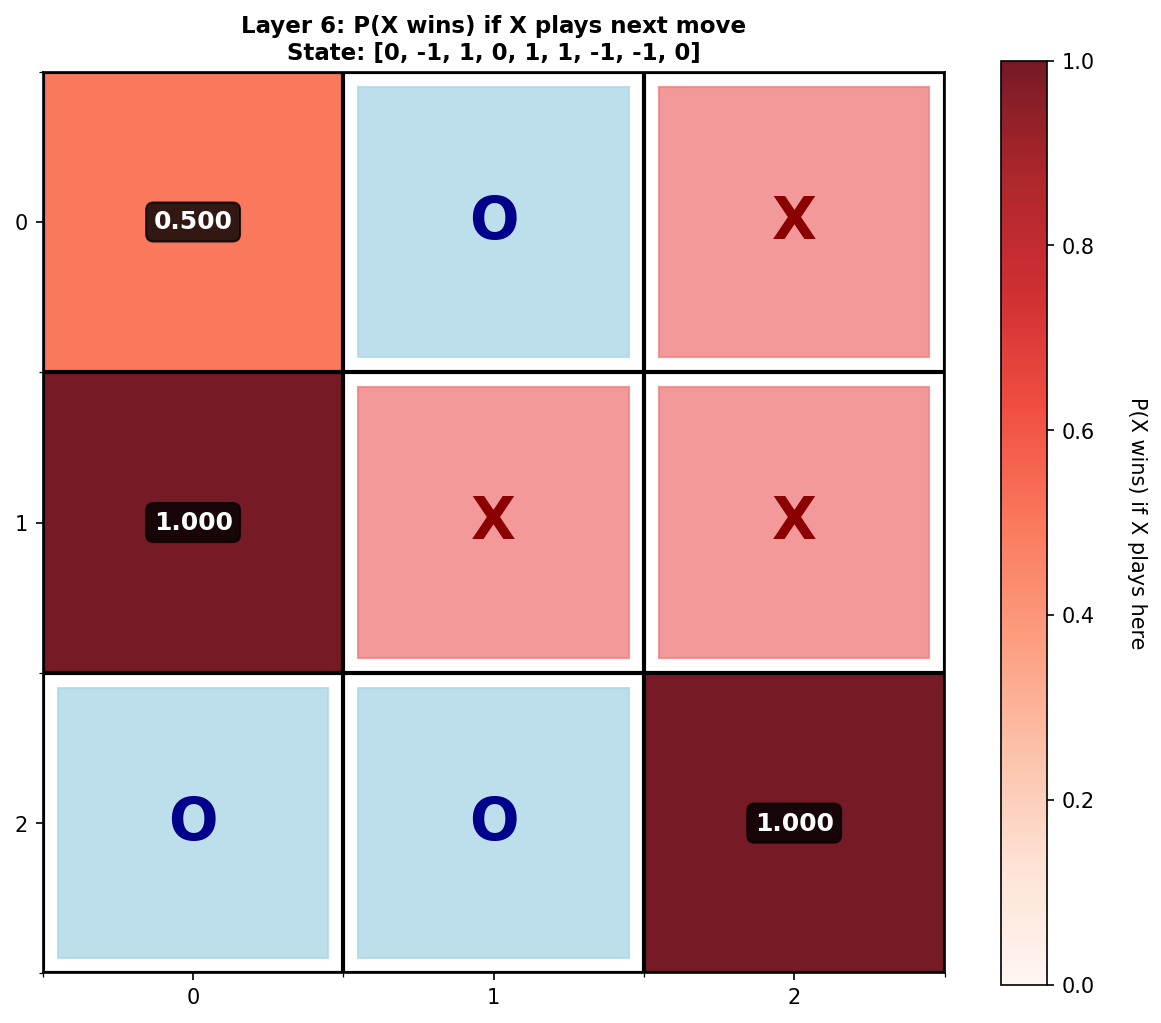 Layer 6: P(X wins) if X plays next move
State: [0, -1, 1, 0, 1, 1, -1, -1, 0]
0
0.500
O
X
1
1.000
X
X
2
O
O
1.000
0
1
2
1.0
0.8
0.6
0.4
0.2
0.0
P(X wins) if X plays here